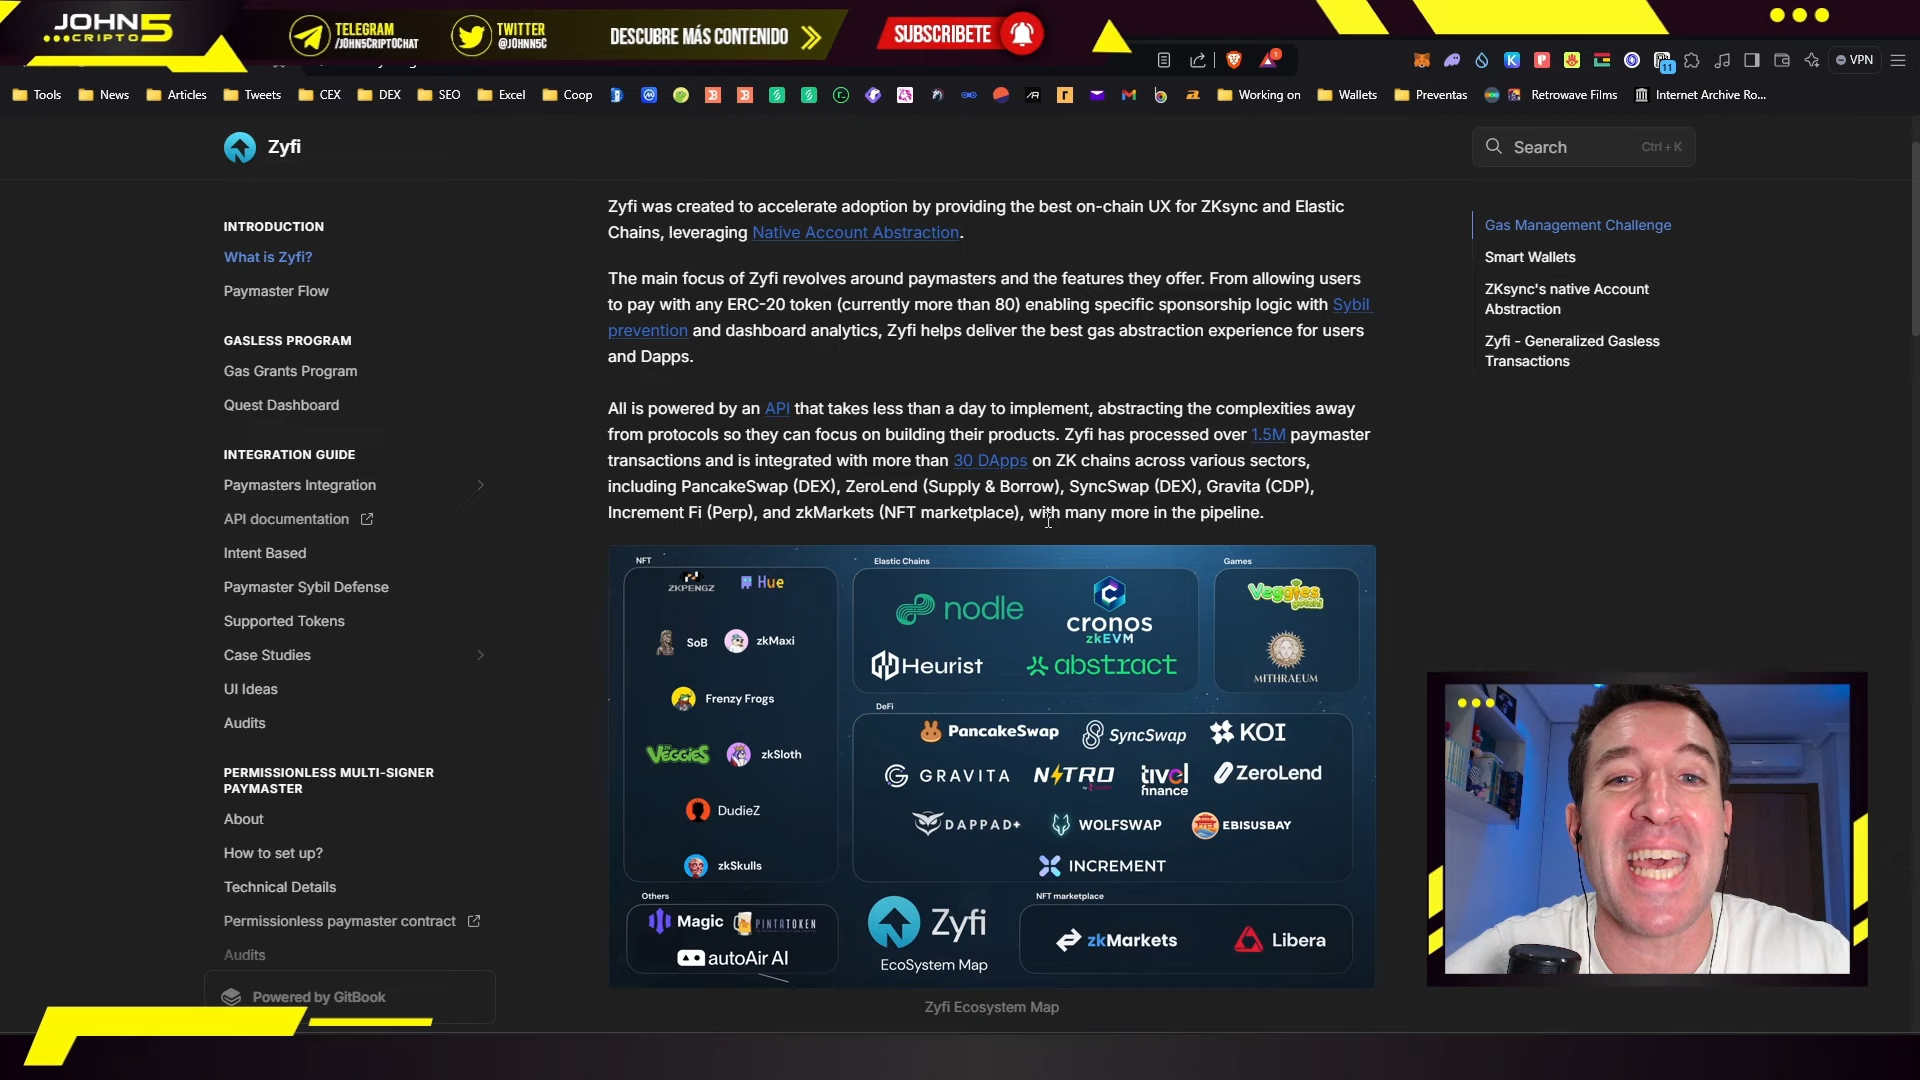 JOHN 5
CRIPTO
TELEGRAM
/JOHN5CRIPTOCHAT
TWITTER
@JOHNN5C
DESCUBRE MÁS CONTENIDO
SUBSCRIBETE
1
11
VPN
Tools
News
Articles
Tweets
CEX
DEX
SEO
Excel
Coop
Working on
Wallets
Preventas
Retrowave Films
Internet Archive Ro...
Zyfi
Search
Ctrl + K
INTRODUCTION
What is Zyfi?
Paymaster Flow
GASLESS PROGRAM
Gas Grants Program
Quest Dashboard
INTEGRATION GUIDE
Paymasters Integration
API documentation
Intent Based
Paymaster Sybil Defense
Supported Tokens
Case Studies
UI Ideas
Audits
PERMISSIONLESS MULTI-SIGNER
PAYMASTER
About
How to set up?
Technical Details
Permissionless paymaster contract
Audits
Powered by GitBook
Zyfi was created to accelerate adoption by providing the best on-chain UX for ZKsync and Elastic
Chains, leveraging Native Account Abstraction.
The main focus of Zyfi revolves around paymasters and the features they offer. From allowing users
to pay with any ERC-20 token (currently more than 80) enabling specific sponsorship logic with Sybil
prevention and dashboard analytics, Zyfi helps deliver the best gas abstraction experience for users
and Dapps.
All is powered by an API that takes less than a day to implement, abstracting the complexities away
from protocols so they can focus on building their products. Zyfi has processed over 1.5M paymaster
transactions and is integrated with more than 30 DApps on ZK chains across various sectors,
including PancakeSwap (DEX), ZeroLend (Supply & Borrow), SyncSwap (DEX), Gravita (CDP),
Increment Fi (Perp), and zkMarkets (NFT marketplace), with many more in the pipeline.
NFT
ZKPENGZ
Hue
SoB
zkMaxi
Frenzy Frogs
VEGGIES
zkSloth
DudieZ
zkSkulls
Elastic Chains
nodle
cronos
zkEVM
Heurist
abstract
Games
Veggies
MITHRAEUM
DeFi
PancakeSwap
SyncSwap
KOI
GRAVITA
NITRO
tivel
finance
ZeroLend
DAPPAD+
WOLFSWAP
EBISUSBAY
INCREMENT
Others
Magic
PINTATOKEN
autoAir AI
Zyfi
EcoSystem Map
NFT marketplace
zkMarkets
Libera
Zyfi Ecosystem Map
Gas Management Challenge
Smart Wallets
ZKsync's native Account
Abstraction
Zyfi - Generalized Gasless
Transactions